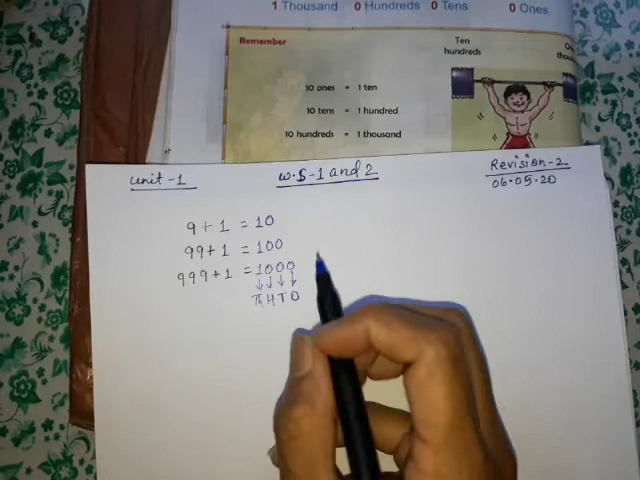 1 Thousand 0 Hundreds 0 Tens 0 Ones
Remember
Ten
hundreds
10 ones = 1 ten
10 tens = 1 hundred
10 hundreds = 1 thousand
unit-1
W.S-1 and 2
Revision-2
06.05.20
9+1 = 10
99+1 = 100
999+1 = 1000
Th H T O